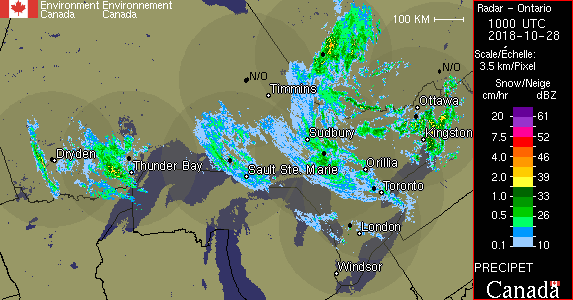 Environment Environnement
Canada Canada
100 KM
N/O
Timmins
N/O
Ottawa
Kingston
Sudbury
Dryden
Thunder Bay
Sault Ste. Marie
Orillia
Toronto
London
Windsor
Radar - Ontario
1000 UTC
2018-10-28
Scale/Échelle:
3.5 km/Pixel
Snow/Neige
cm/hr dBZ
20 61
7.5 52
4.0 46
2.0 39
1.0 33
0.5 26
0.1 10
PRECIPET
Canada